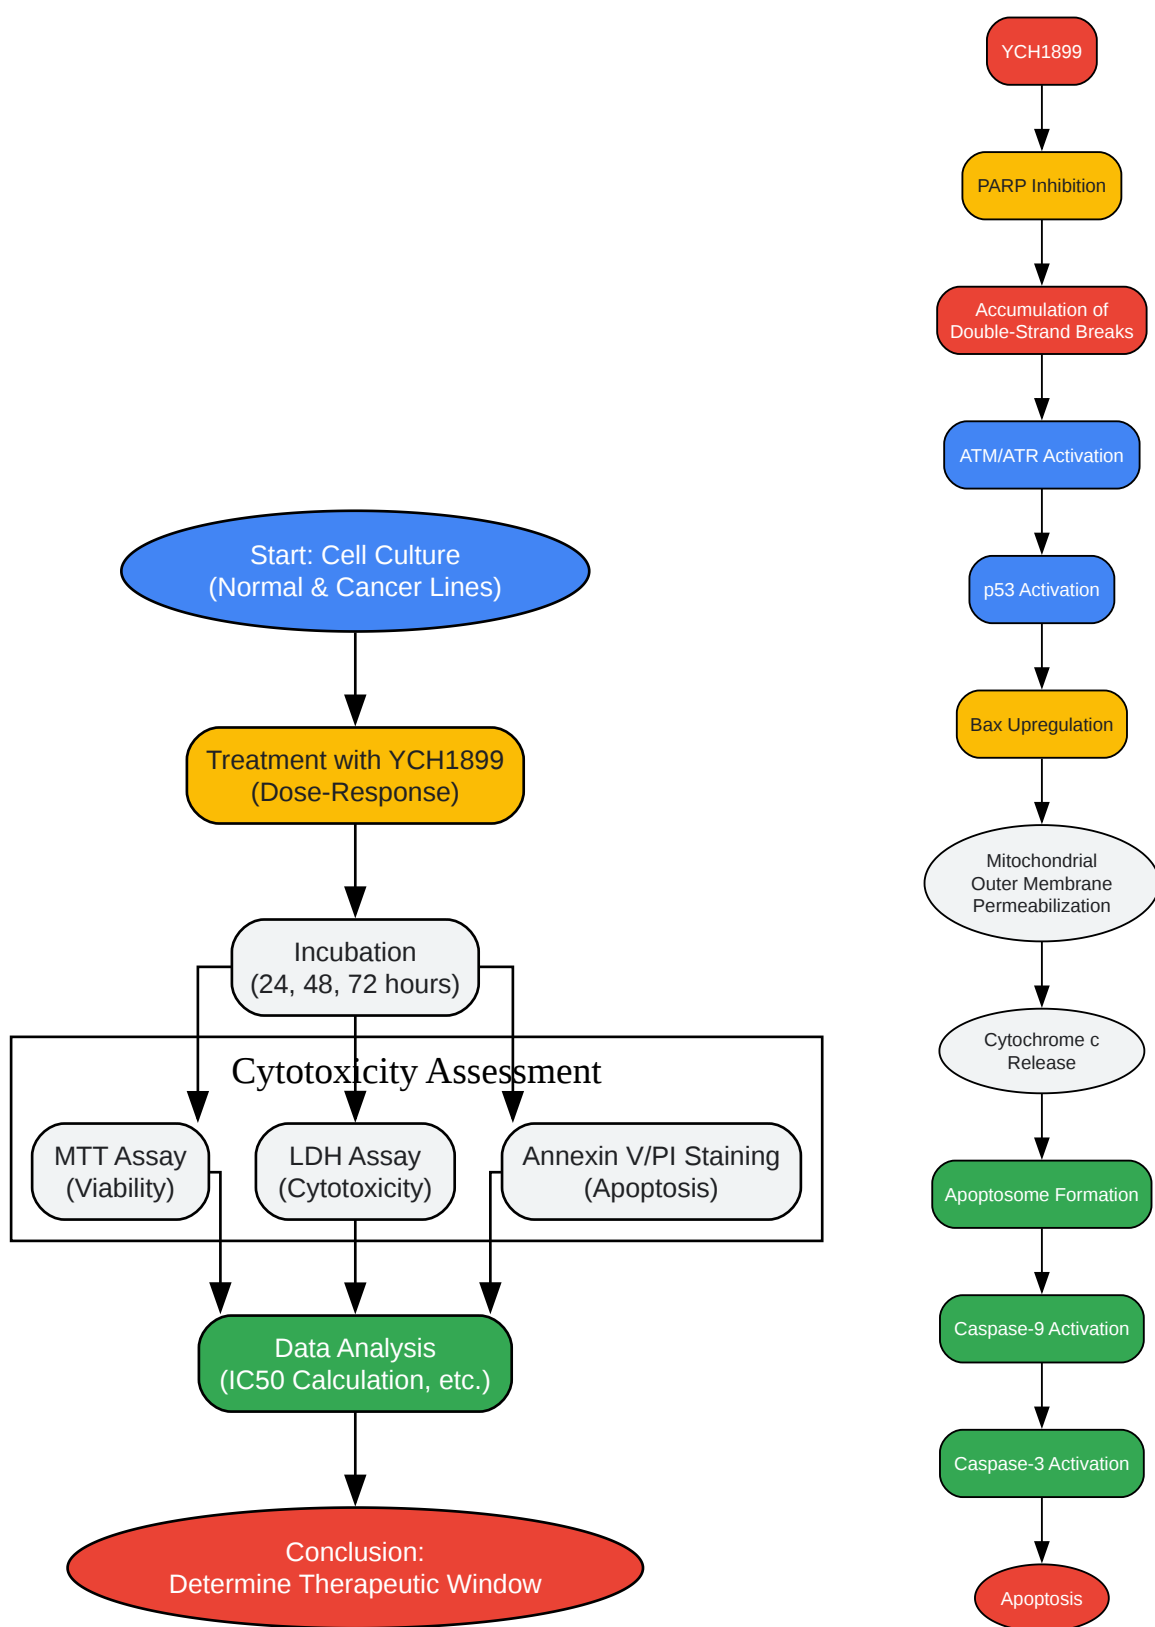 Start: Cell Culture
(Normal & Cancer Lines)
Treatment with YCH1899
(Dose-Response)
Incubation
(24, 48, 72 hours)
Cytotoxicity Assessment
MTT Assay
(Viability)
LDH Assay
(Cytotoxicity)
Annexin V/PI Staining
(Apoptosis)
Data Analysis
(IC50 Calculation, etc.)
Conclusion:
Determine Therapeutic Window
YCH1899
PARP Inhibition
Accumulation of
Double-Strand Breaks
ATM/ATR Activation
p53 Activation
Bax Upregulation
Mitochondrial
Outer Membrane
Permeabilization
Cytochrome c
Release
Apoptosome Formation
Caspase-9 Activation
Caspase-3 Activation
Apoptosis